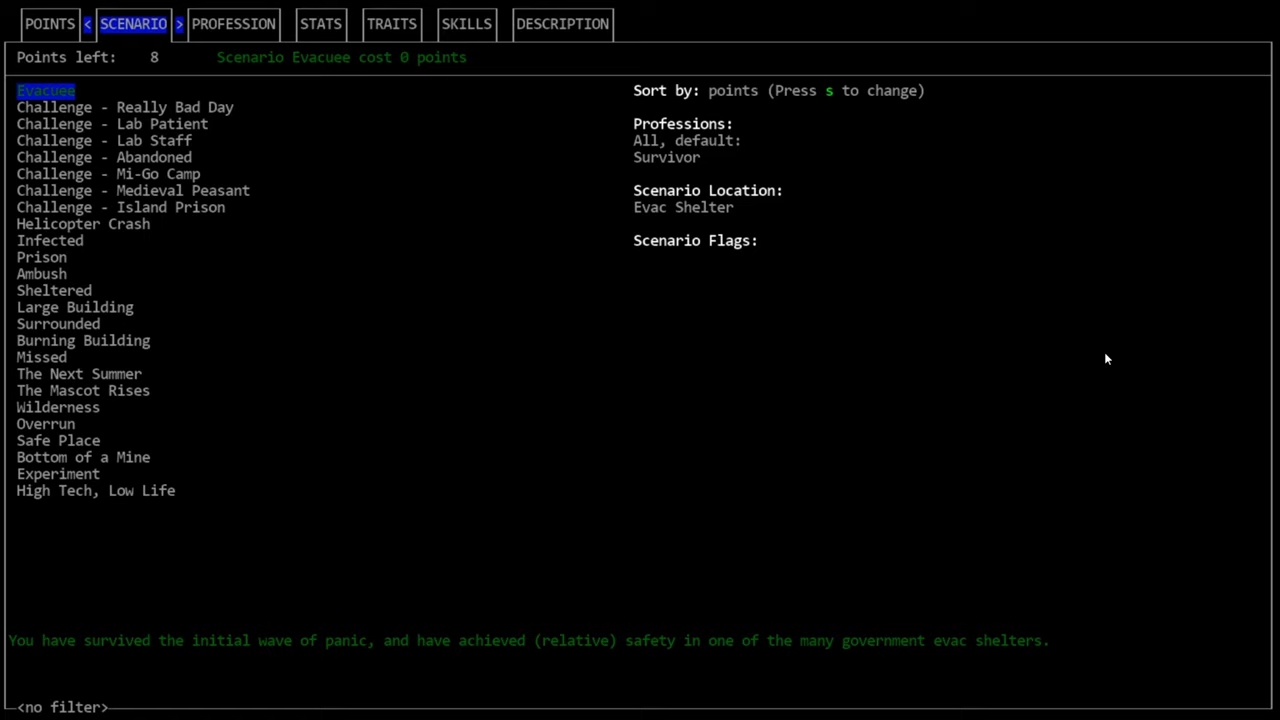 POINTS < SCENARIO > PROFESSION STATS TRAITS SKILLS DESCRIPTION
Points left: 8 Scenario Evacuee cost 0 points
Evacuee
Challenge - Really Bad Day
Challenge - Lab Patient
Challenge - Lab Staff
Challenge - Abandoned
Challenge - Mi-Go Camp
Challenge - Medieval Peasant
Challenge - Island Prison
Helicopter Crash
Infected
Prison
Ambush
Sheltered
Large Building
Surrounded
Burning Building
Missed
The Next Summer
The Mascot Rises
Wilderness
Overrun
Safe Place
Bottom of a Mine
Experiment
High Tech, Low Life
Sort by: points (Press s to change)
Professions:
All, default:
Survivor
Scenario Location:
Evac Shelter
Scenario Flags:
You have survived the initial wave of panic, and have achieved (relative) safety in one of the many government evac shelters.
<no filter>